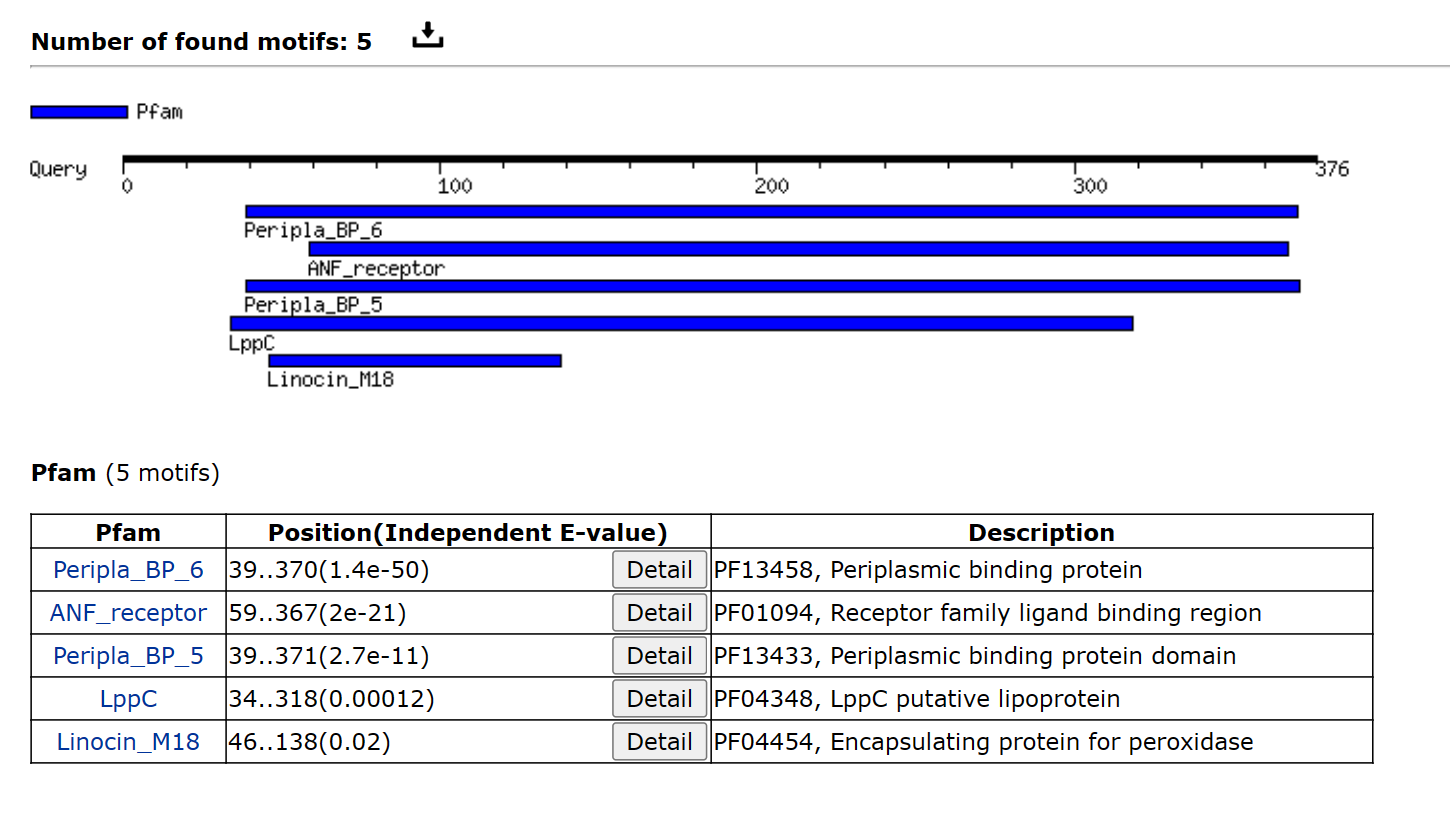 Number of found motifs: 5
Pfam
Query
0 100 200 300 376
Peripla_BP_6
ANF_receptor
Peripla_BP_5
LppC
Linocin_M18
Pfam (5 motifs)
Pfam Position(Independent E-value) Description
Peripla_BP_6 39..370(1.4e-50) Detail PF13458, Periplasmic binding protein
ANF_receptor 59..367(2e-21) Detail PF01094, Receptor family ligand binding region
Peripla_BP_5 39..371(2.7e-11) Detail PF13433, Periplasmic binding protein domain
LppC 34..318(0.00012) Detail PF04348, LppC putative lipoprotein
Linocin_M18 46..138(0.02) Detail PF04454, Encapsulating protein for peroxidase